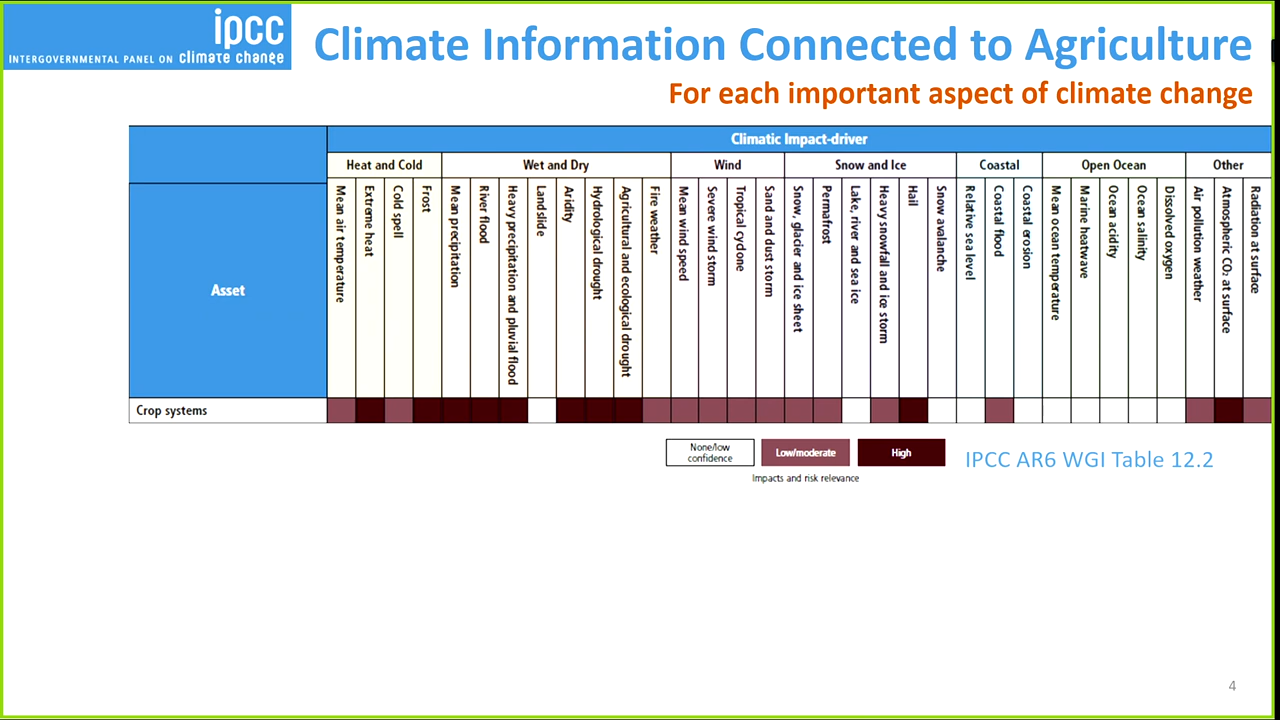 ipcc
INTERGOVERNMENTAL PANEL ON climate change
Climate Information Connected to Agriculture
For each important aspect of climate change
Climatic Impact-driver
Heat and Cold
Wet and Dry
Wind
Snow and Ice
Coastal
Open Ocean
Other
Asset
Mean air temperature
Extreme heat
Cold spell
Frost
Mean precipitation
River flood
Heavy precipitation and pluvial flood
Landslide
Aridity
Hydrological drought
Agricultural and ecological drought
Fire weather
Mean wind speed
Severe wind storm
Tropical cyclone
Sand and dust storm
Snow, glacier and ice sheet
Permafrost
Lake, river and sea ice
Heavy snowfall and ice storm
Hail
Snow avalanche
Relative sea level
Coastal flood
Coastal erosion
Mean ocean temperature
Marine heatwave
Ocean acidity
Ocean salinity
Dissolved oxygen
Air pollution weather
Atmospheric CO₂ at surface
Radiation at surface
Crop systems
None/low
confidence
Low/moderate
High
Impacts and risk relevance
IPCC AR6 WGI Table 12.2
4